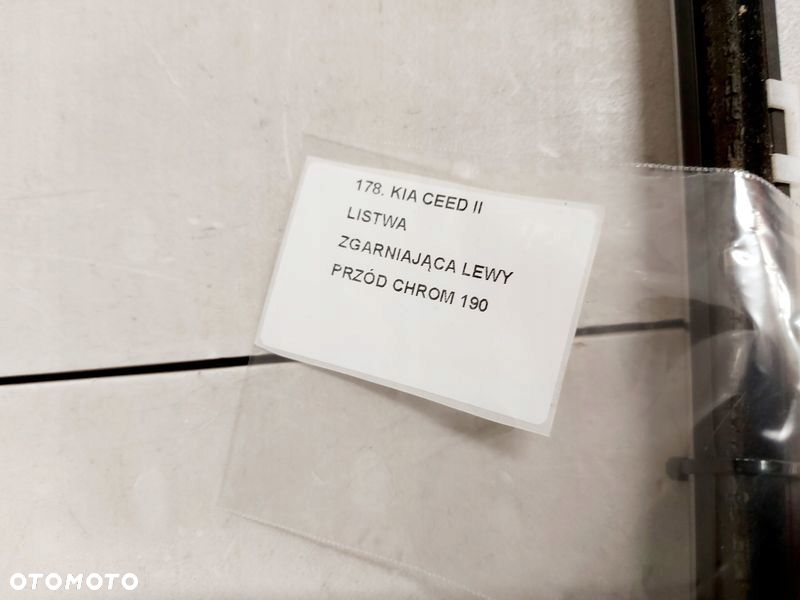 178. KIA CEED II
LISTWA
ZGARNIAJĄCA LEWY
PRZÓD CHROM 190
OTOMOTO